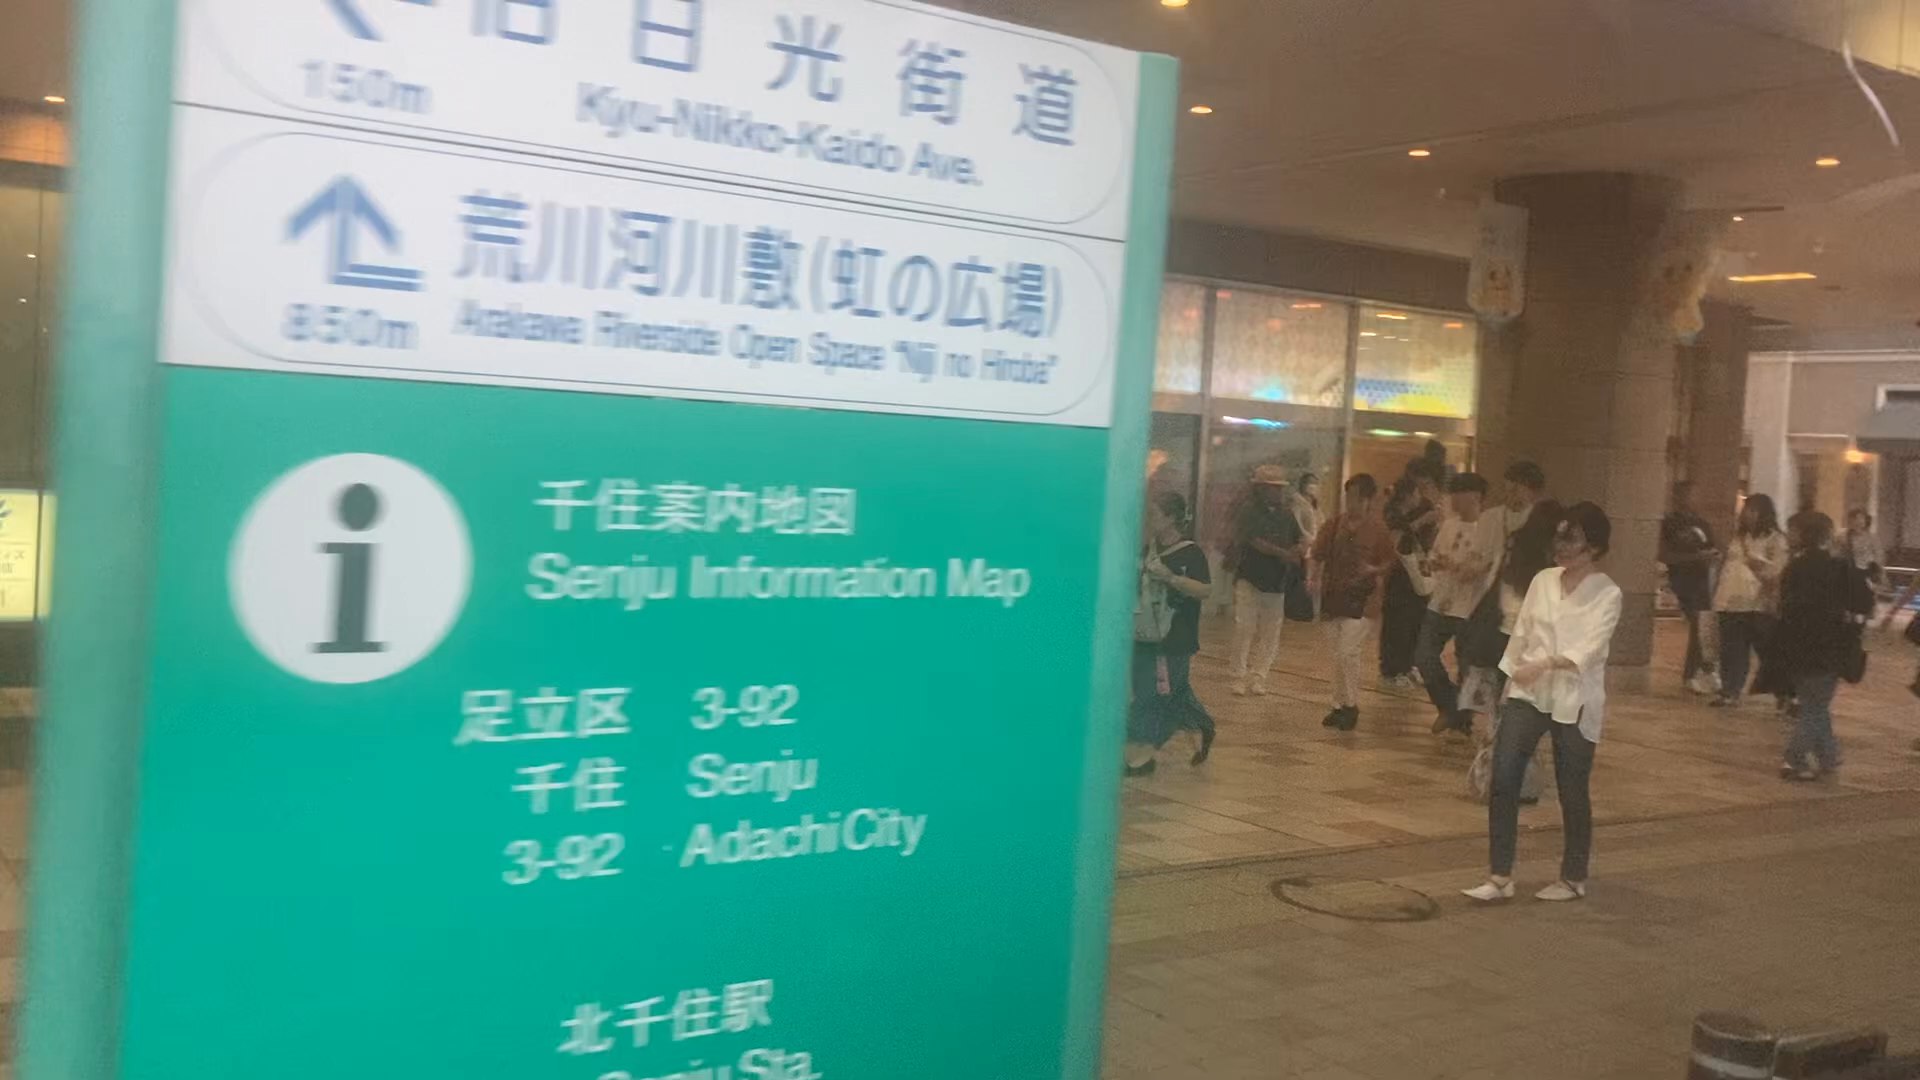 旧日光街道
150m
Kyu-Nikko-Kaido Ave.
荒川河川敷(虹の広場)
850m
Arakawa Riverside Open Space "Niji no Hiroba"
i
千住案内地図
Senju Information Map
足立区
千住
3-92
3-92
Senju
Adachi City
北千住駅
Senju Sta.